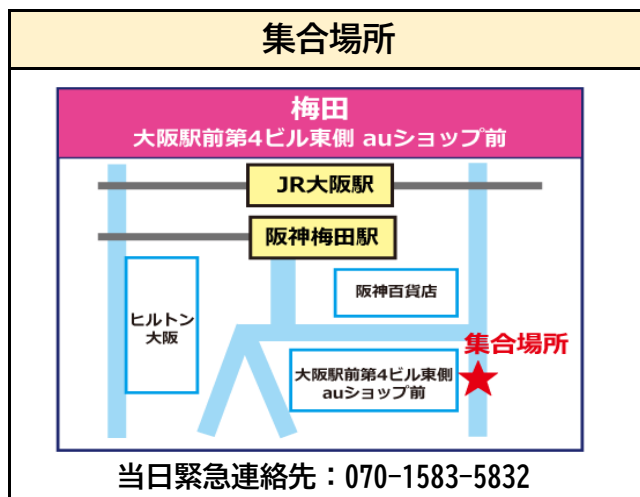 集合場所
梅田
大阪駅前第4ビル東側 auショップ前
JR大阪駅
阪神梅田駅
阪神百貨店
ヒルトン
大阪
集合場所
大阪駅前第4ビル東側
auショップ前
当日緊急連絡先：070-1583-5832